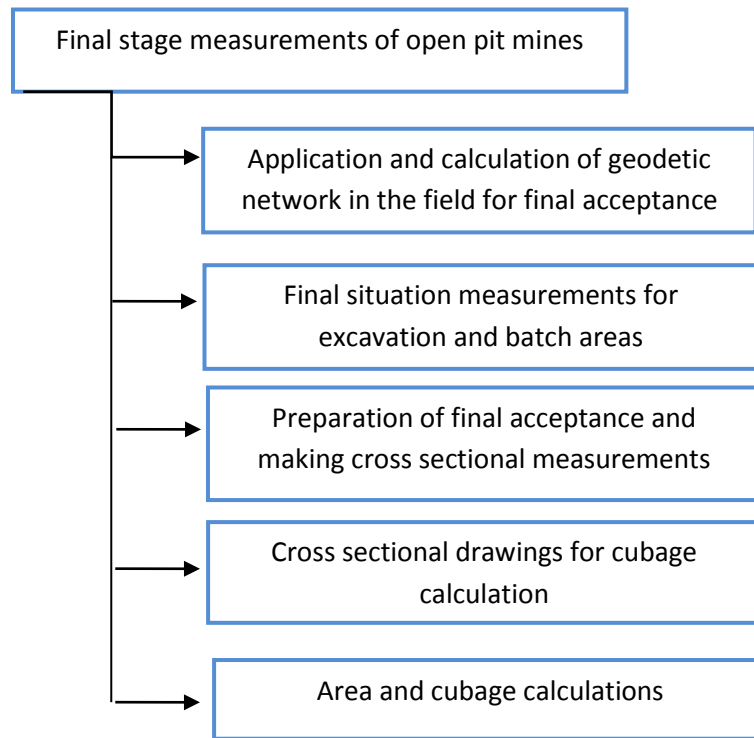 Final stage measurements of open pit mines
Application and calculation of geodetic
network in the field for final acceptance
Final situation measurements for
excavation and batch areas
Preparation of final acceptance and
making cross sectional measurements
Cross sectional drawings for cubage
calculation
Area and cubage calculations